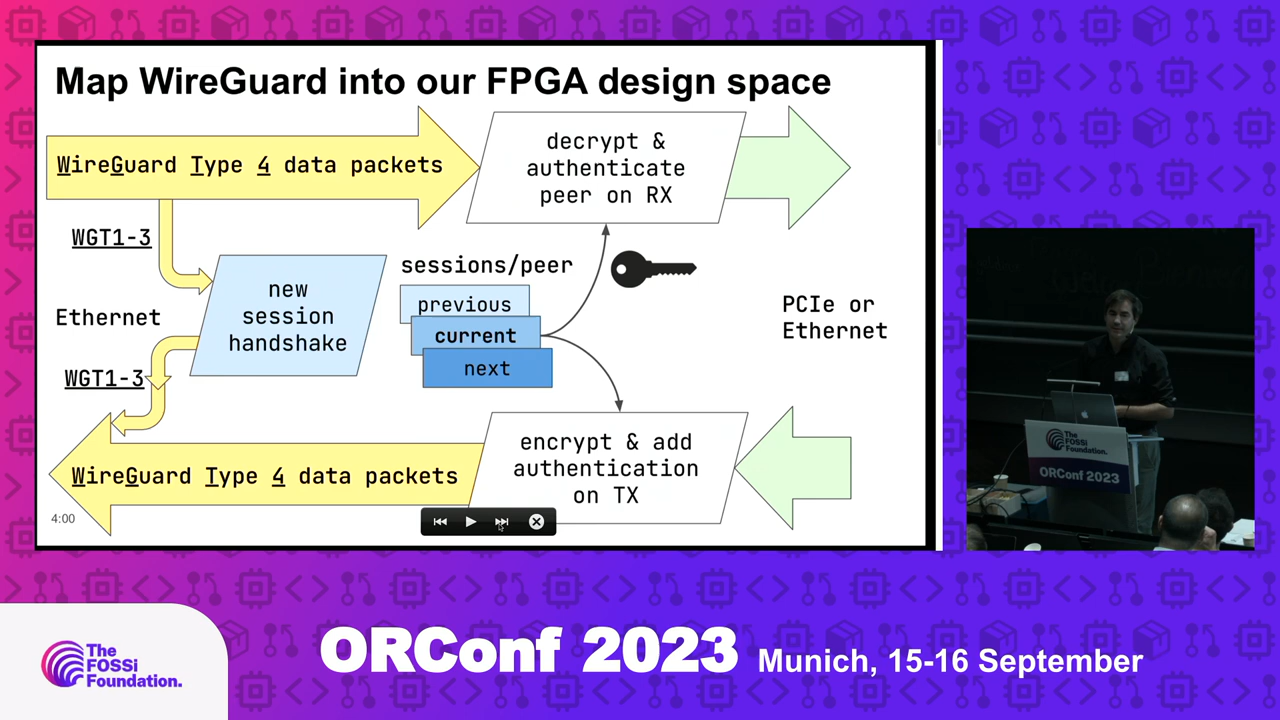 Map WireGuard into our FPGA design space
WireGuard Type 4 data packets
decrypt &
authenticate
peer on RX
WGT1-3
sessions/peer
new
session
handshake
previous
current
next
Ethernet
PCIe or
Ethernet
WGT1-3
WireGuard Type 4 data packets
encrypt & add
authentication
on TX
4:00
The
FOSSi
Foundation.
ORConf 2023
The
FOSSi
Foundation.
ORConf 2023
Munich, 15-16 September